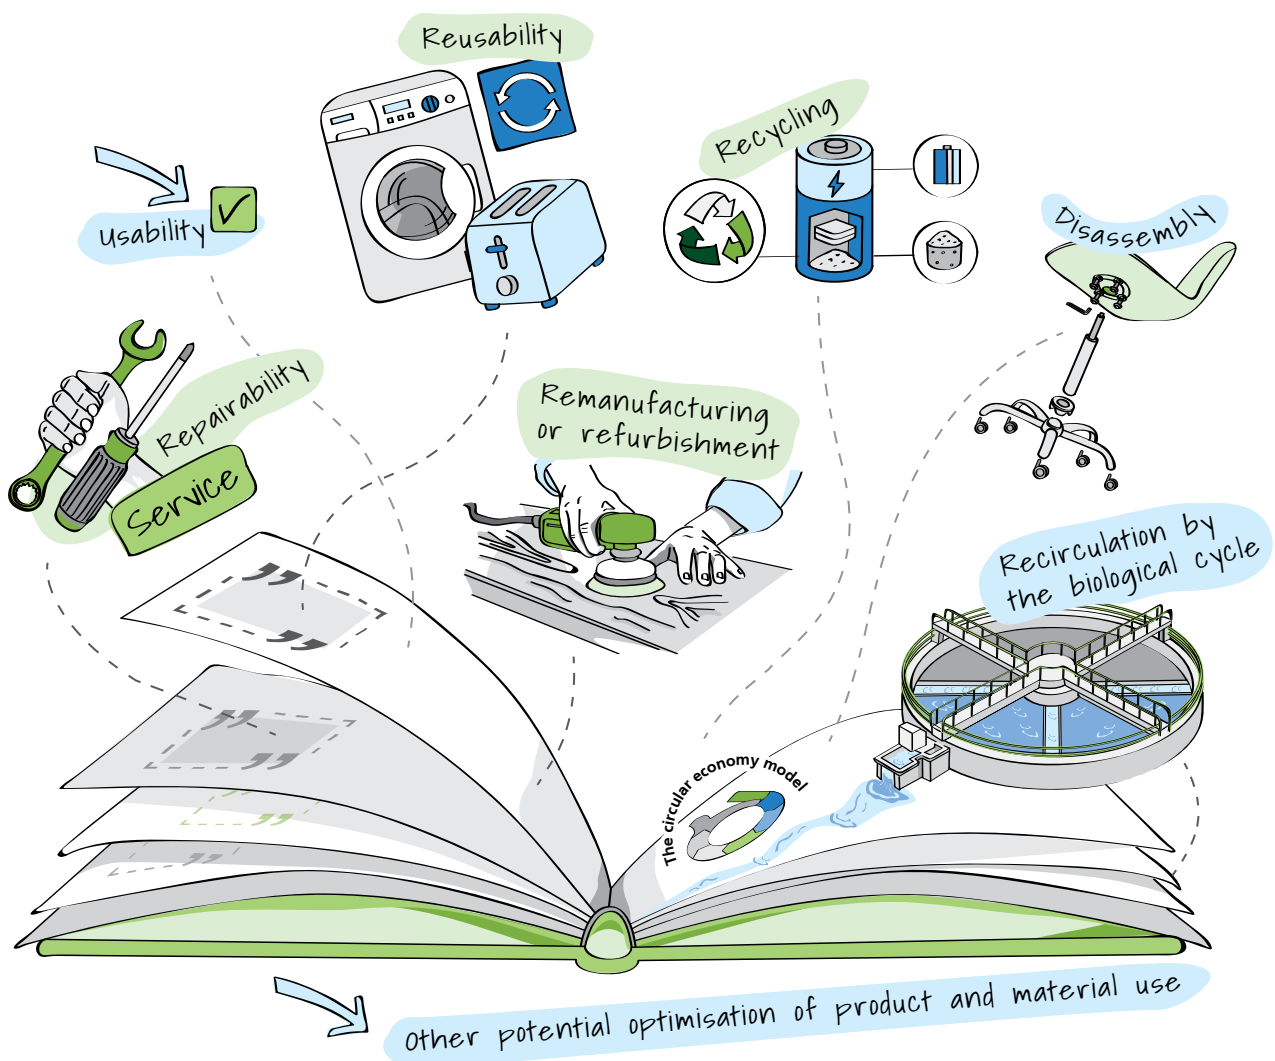 Reusability
Recycling
Usability
Disassembly
Repairability
Service
Remanufacturing
or refurbishment
Recirculation by
the biological cycle
The circular economy model
Other potential optimisation of product and material use